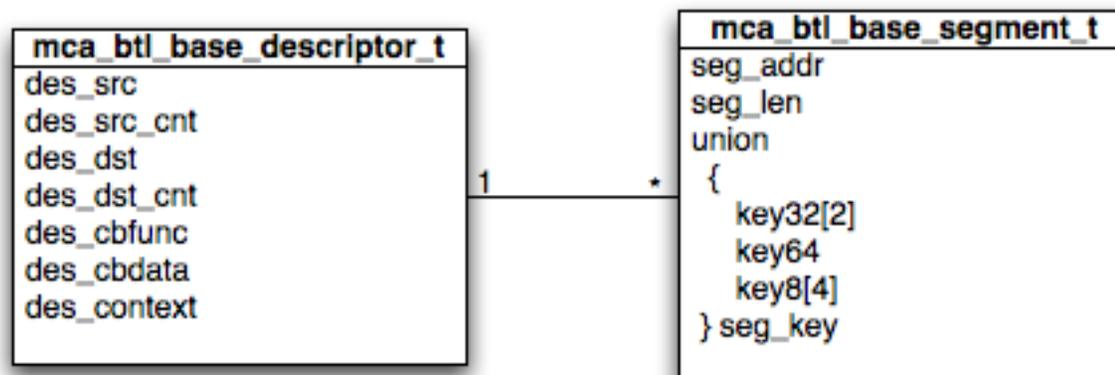 mca_btl_base_descriptor_t
des_src
des_src_cnt
des_dst
des_dst_cnt
des_cbfunc
des_cbdata
des_context
1
*
mca_btl_base_segment_t
seg_addr
seg_len
union
{
key32[2]
key64
key8[4]
} seg_key